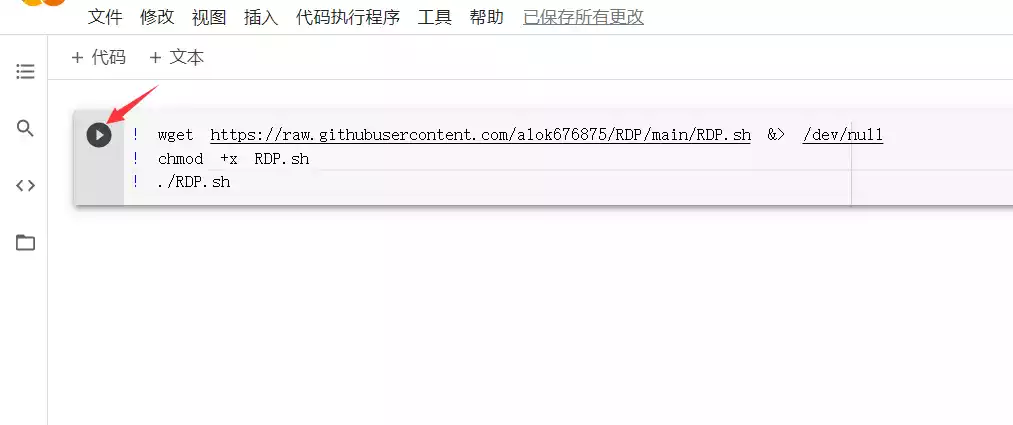 文件 修改 视图 插入 代码执行程序 工具 帮助 已保存所有更改
+ 代码 + 文本
! wget https://raw.githubusercontent.com/alok676875/RDP/main/RDP.sh &> /dev/null
! chmod +x RDP.sh
! ./RDP.sh